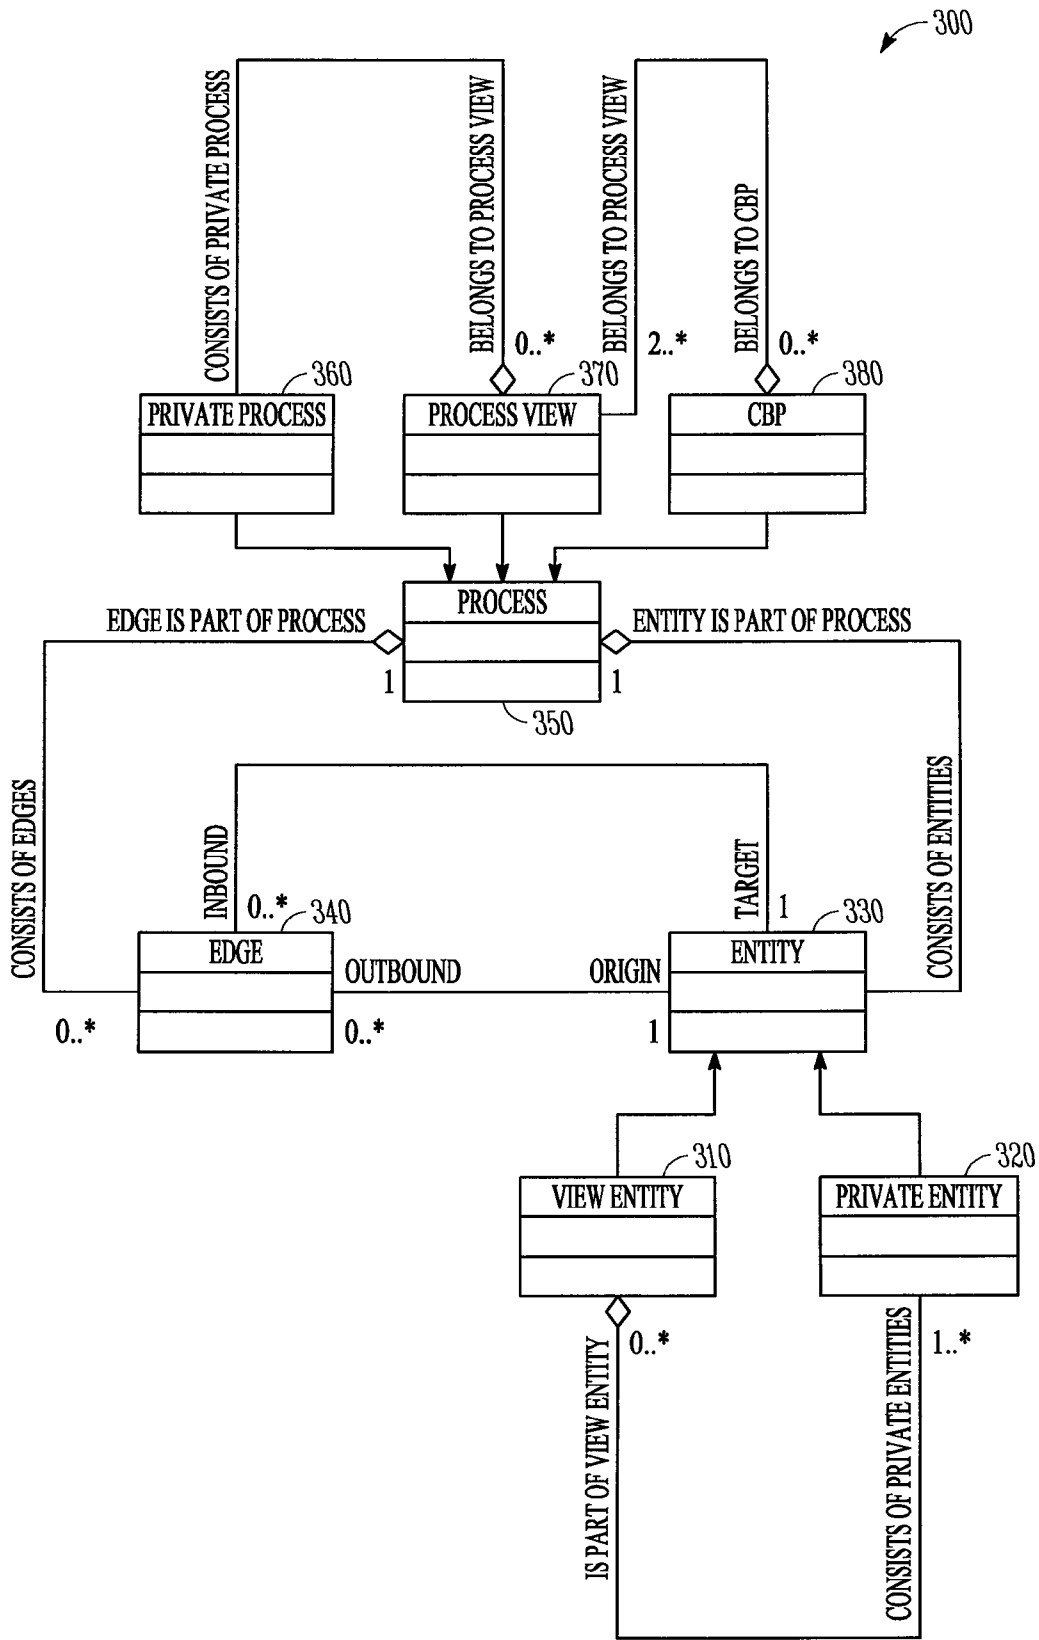 300
CONSISTS OF PRIVATE PROCESS
BELONGS TO PROCESS VIEW
BELONGS TO PROCESS VIEW
BELONGS TO CBP
0..*
2..*
0..*
360
370
380
PRIVATE PROCESS
PROCESS VIEW
CBP
PROCESS
EDGE IS PART OF PROCESS
ENTITY IS PART OF PROCESS
1
1
350
CONSISTS OF EDGES
INBOUND
TARGET
CONSISTS OF ENTITIES
0..*
340
1
330
EDGE
ENTITY
OUTBOUND
ORIGIN
0..*
0..*
1
310
320
VIEW ENTITY
PRIVATE ENTITY
0..*
1..*
IS PART OF VIEW ENTITY
CONSISTS OF PRIVATE ENTITIES